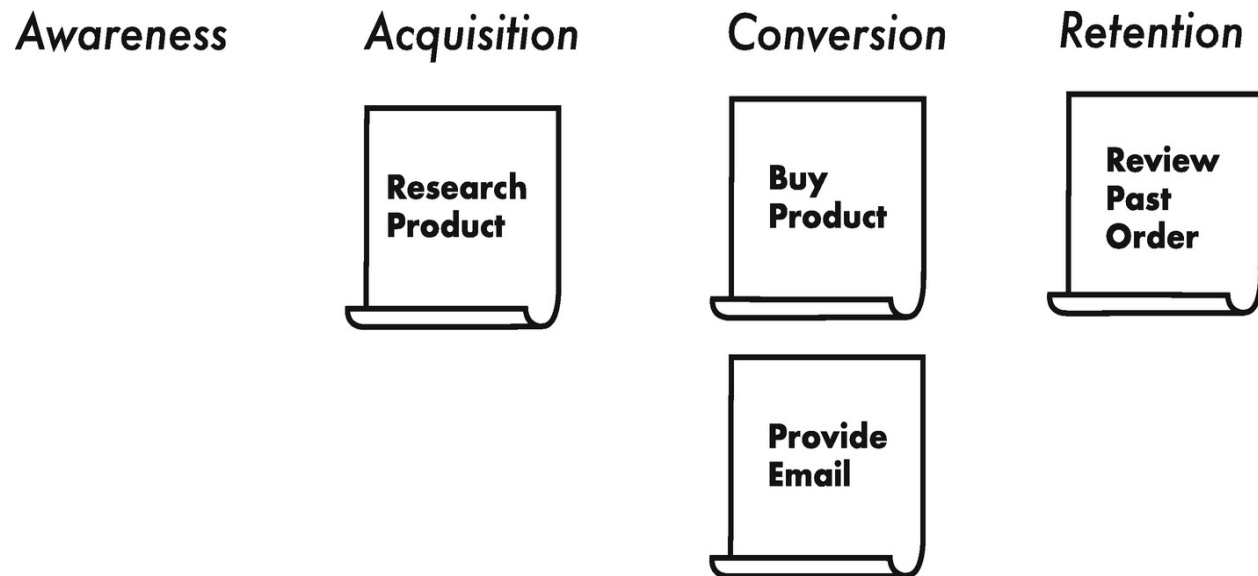 Awareness
Acquisition
Conversion
Retention
Research
Product
Buy
Product
Review
Past
Order
Provide
Email